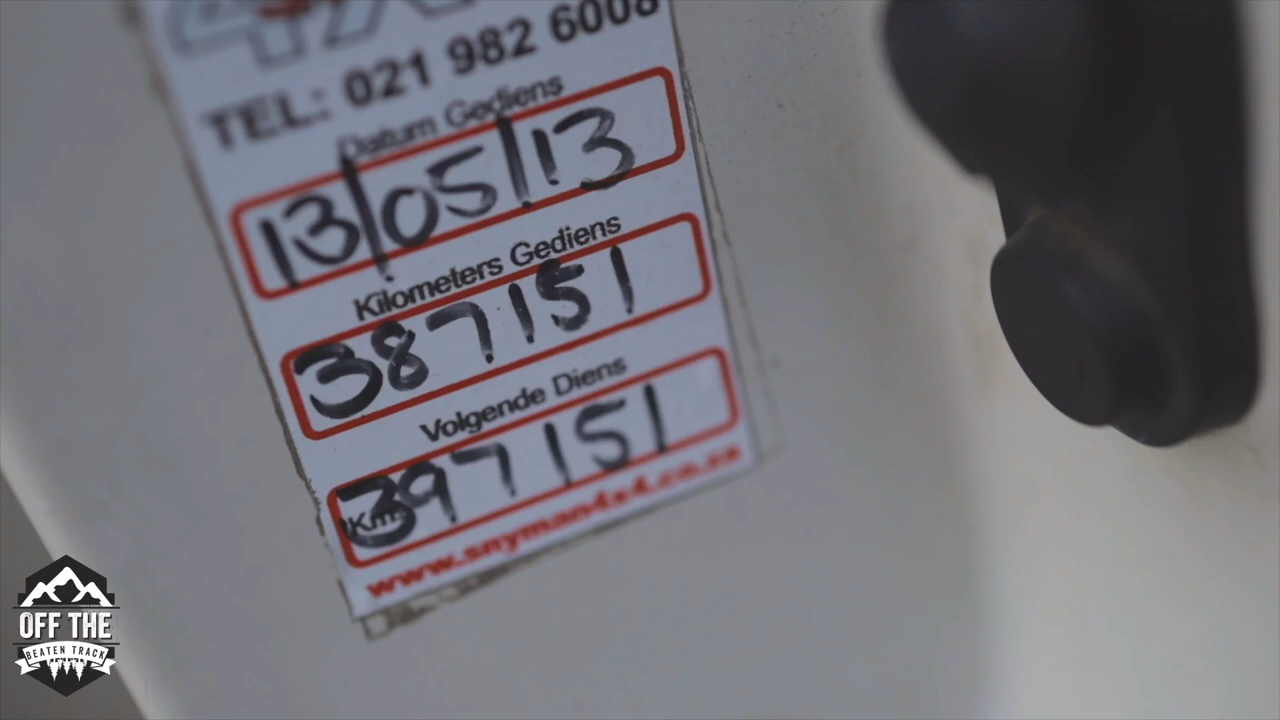 4X
TEL: 021 982 6008
Datum Gediens
13/05/13
Kilometers Gediens
387151
Volgende Diens
Km
397151
www.snyman4x4.co.za
OFF THE
BEATEN TRACK